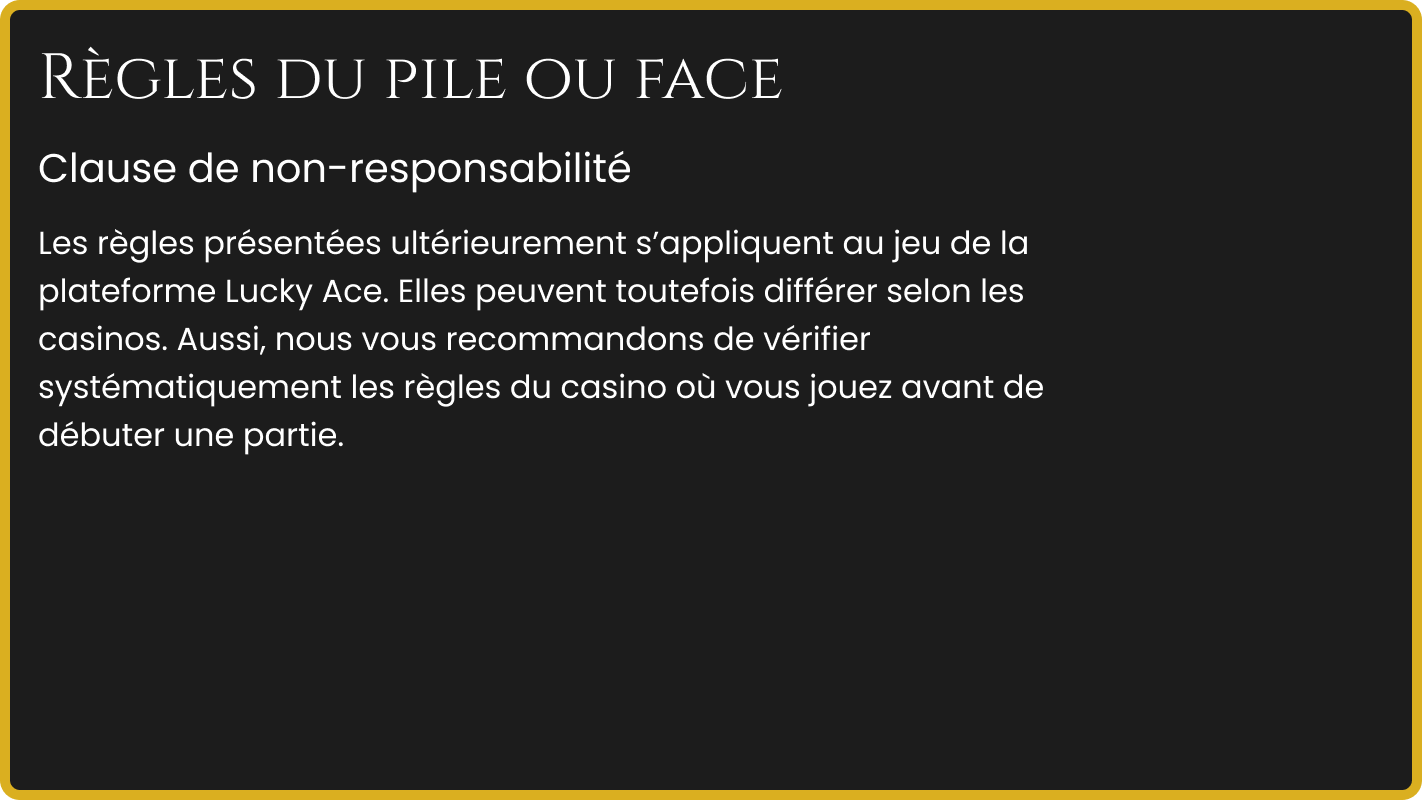 Règles du pile ou face
Clause de non-responsabilité
Les règles présentées ultérieurement s’appliquent au jeu de la
plateforme Lucky Ace. Elles peuvent toutefois différer selon les
casinos. Aussi, nous vous recommandons de vérifier
systématiquement les règles du casino où vous jouez avant de
débuter une partie.